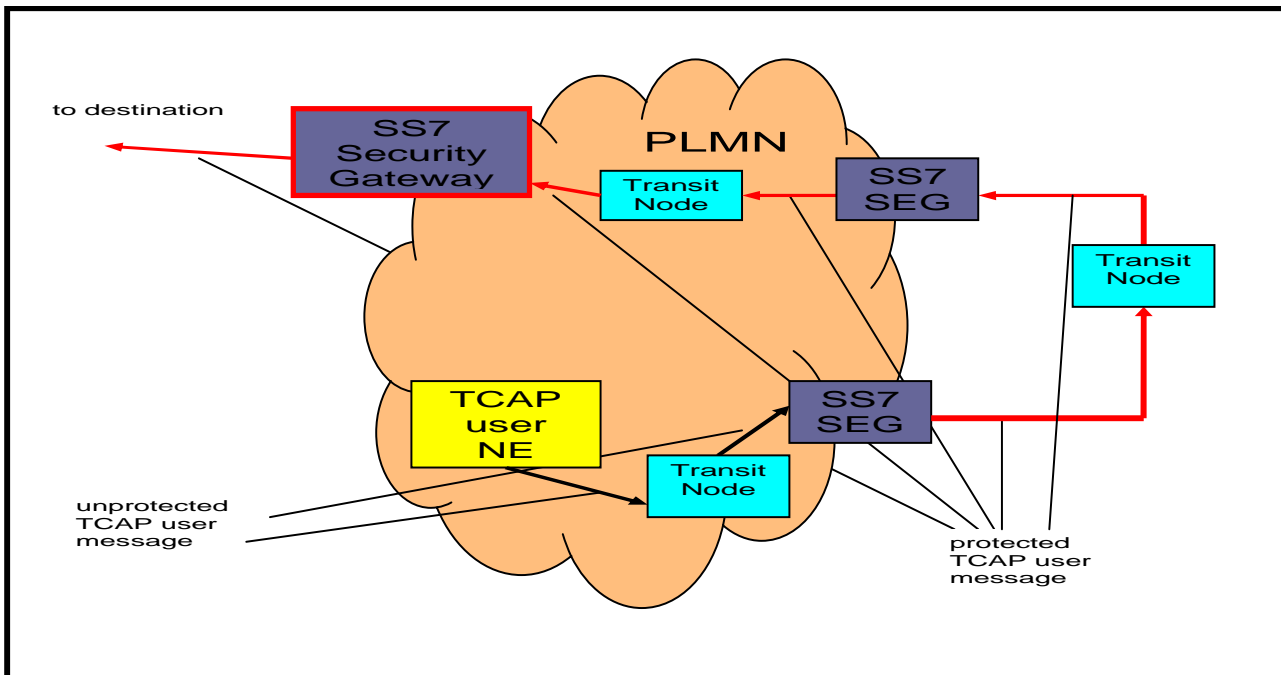 to destination
SS7
Security
Gateway
PLMN
Transit
Node
SS7
SEG
Transit
Node
TCAP
user
NE
SS7
SEG
Transit
Node
unprotected
TCAP user
message
protected
TCAP user
message